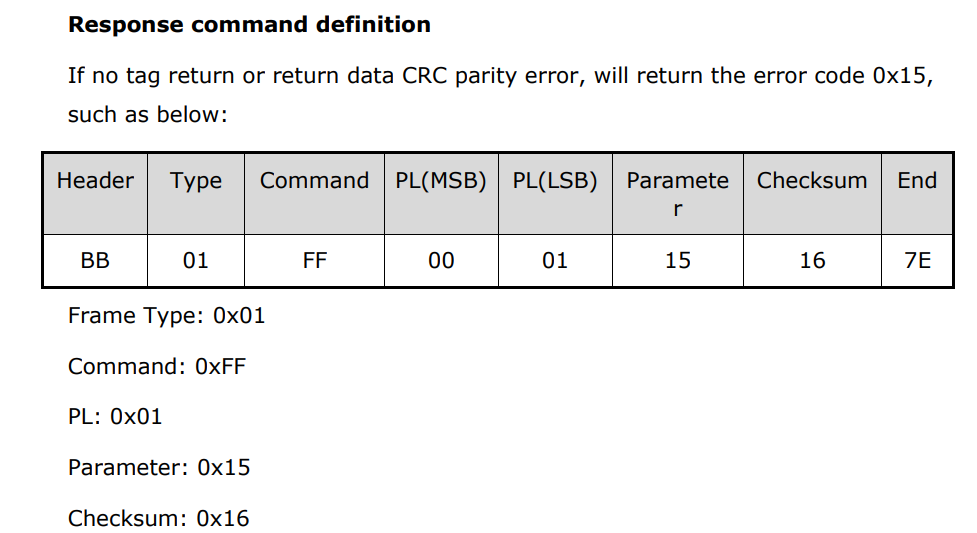 Response command definition
If no tag return or return data CRC parity error, will return the error code 0x15,
such as below:
Header Type Command PL(MSB) PL(LSB) Paramete
r Checksum End
BB 01 FF 00 01 15 16 7E
Frame Type: 0x01
Command: 0xFF
PL: 0x01
Parameter: 0x15
Checksum: 0x16